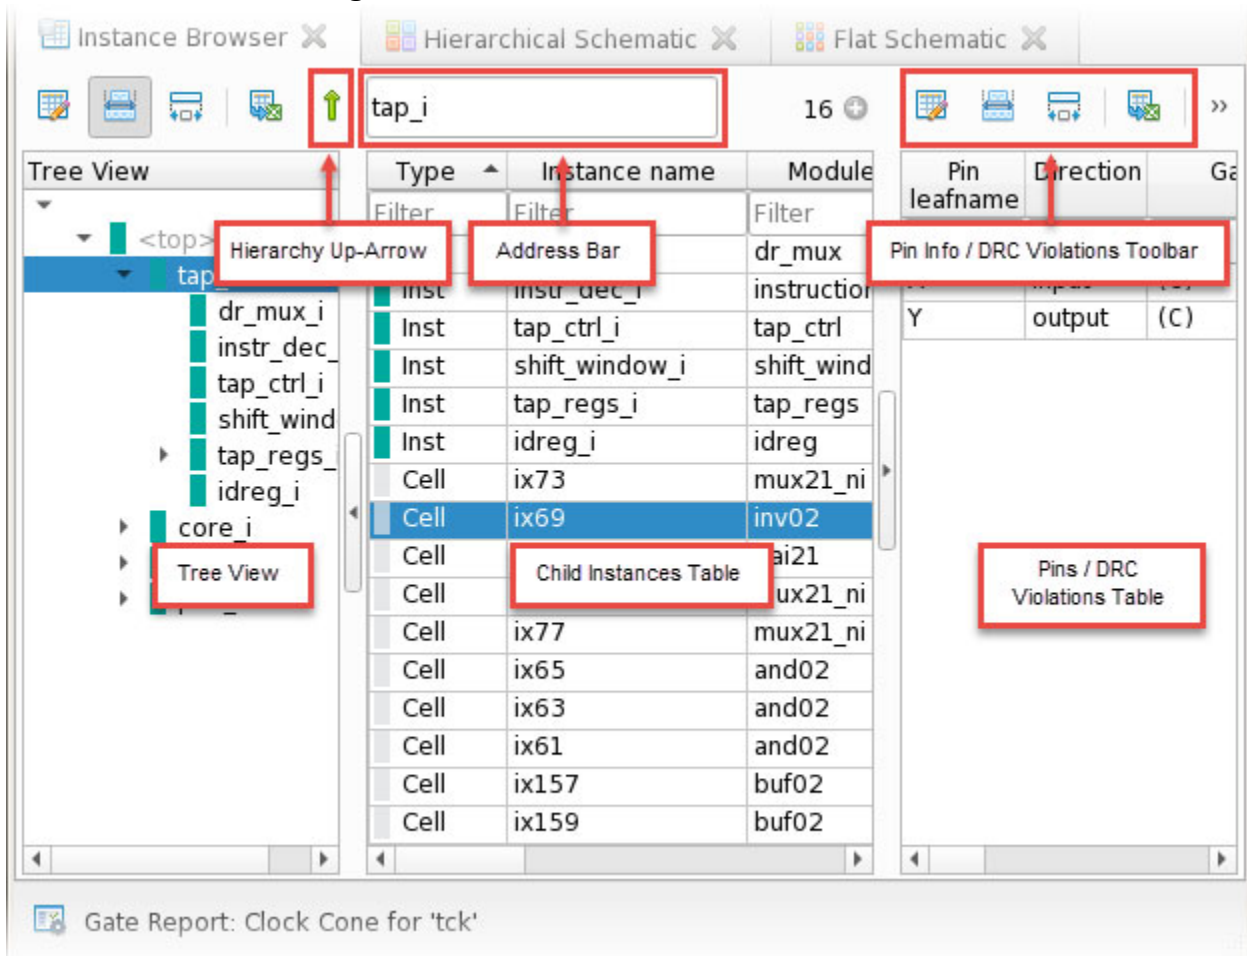 Instance Browser
Hierarchical Schematic
Flat Schematic
tap_i
16
»
Tree View
Type
Instance name
Module
Pin leafname
Direction
Filter
Filter
Filter
Hierarchy Up-Arrow
Address Bar
Pin Info / DRC Violations Toolbar
<top>
dr_mux_i
instr_dec_
tap_ctrl_i
shift_wind
tap_regs_i
idreg_i
core_i
Tree View
dr_mux
Inst instr_dec_i instruction
Inst tap_ctrl_i tap_ctrl
Inst shift_window_i shift_wind
Inst tap_regs_i tap_regs
Inst idreg_i idreg
Cell ix73 mux21_ni
Cell ix69 inv02
Cell
Child Instances Table
Cell
Cell ix77 mux21_ni
Cell ix65 and02
Cell ix63 and02
Cell ix61 and02
Cell ix157 buf02
Cell ix159 buf02
Y output (C)
Pins / DRC
Violations Table
Gate Report: Clock Cone for 'tck'